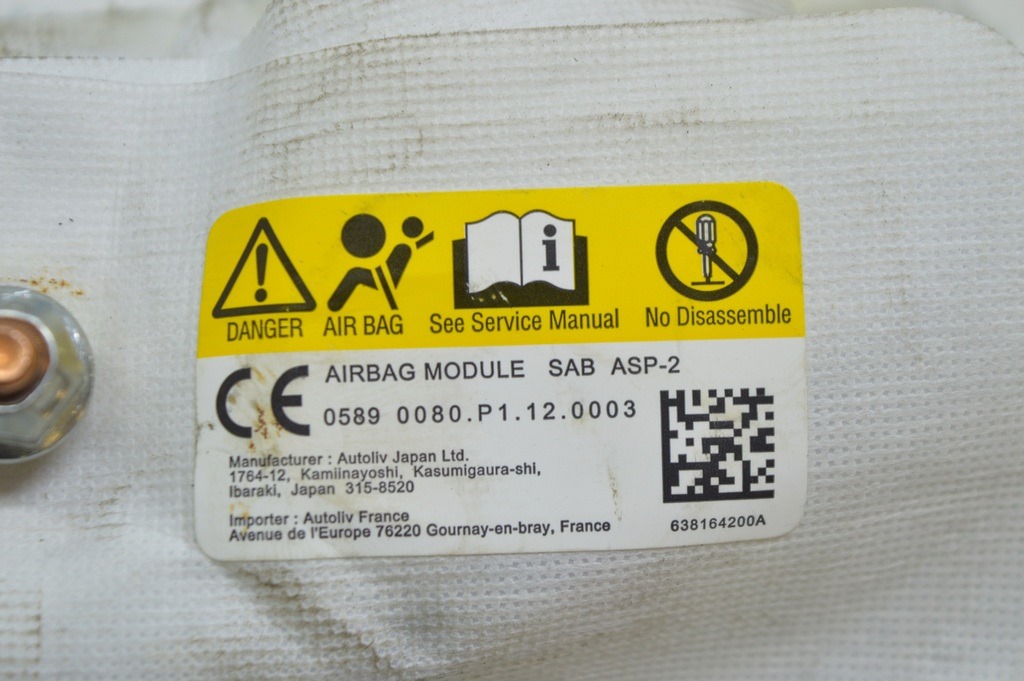 DANGER AIR BAG See Service Manual No Disassemble
CE AIRBAG MODULE SAB ASP-2
0589 0080.P1.12.0003
Manufacturer : Autoliv Japan Ltd.
1764-12, Kamiinayoshi, Kasumigaura-shi,
Ibaraki, Japan 315-8520
Importer : Autoliv France
Avenue de l'Europe 76220 Gournay-en-bray, France
638164200A